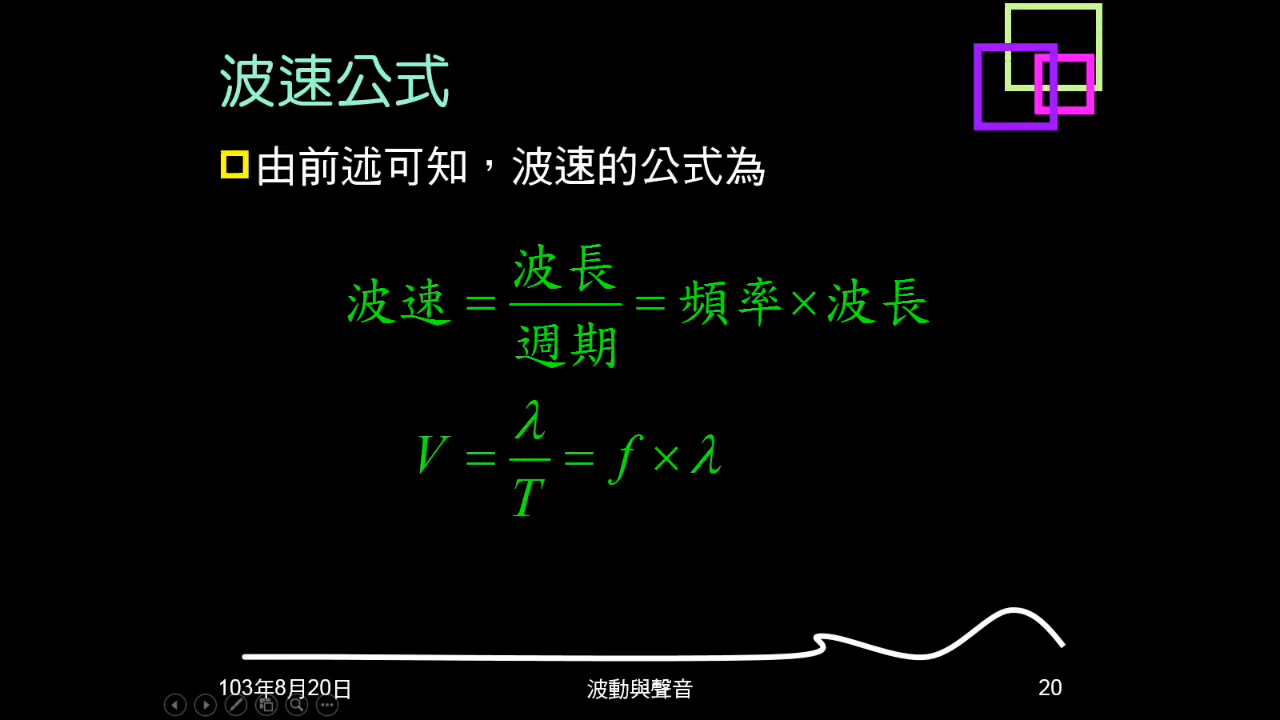 波速公式
由前述可知，波速的公式為
波速 = 波長/週期 = 頻率×波長
V = λ/T = f × λ
103年8月20日 波動與聲音 20